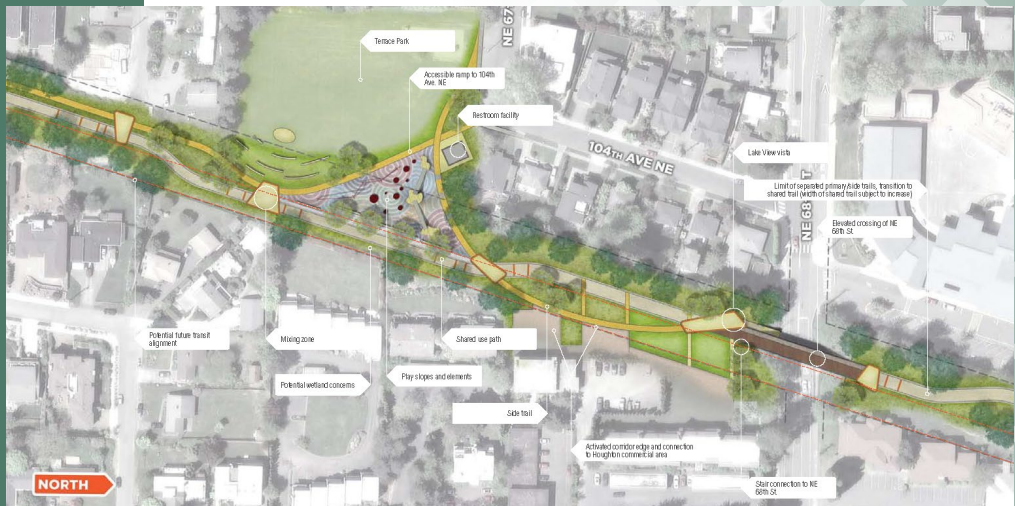 NE 67
Terrace Park
Accessible ramp to 104th
Ave. NE
Restroom facility
104TH AVE NE
Lake View vista
Limit of separated primary/side trails, transition to
shared trail (width of shared trail subject to increase)
NE 68
T
Elevated crossing of NE
68th St.
Potential future transit
alignment
Mixing zone
Shared use path
Potential wetland concerns
Play slopes and elements
Side trail
Activated corridor edge and connection
to Houghton commercial area
Stair connection to NE
68th St.
NORTH